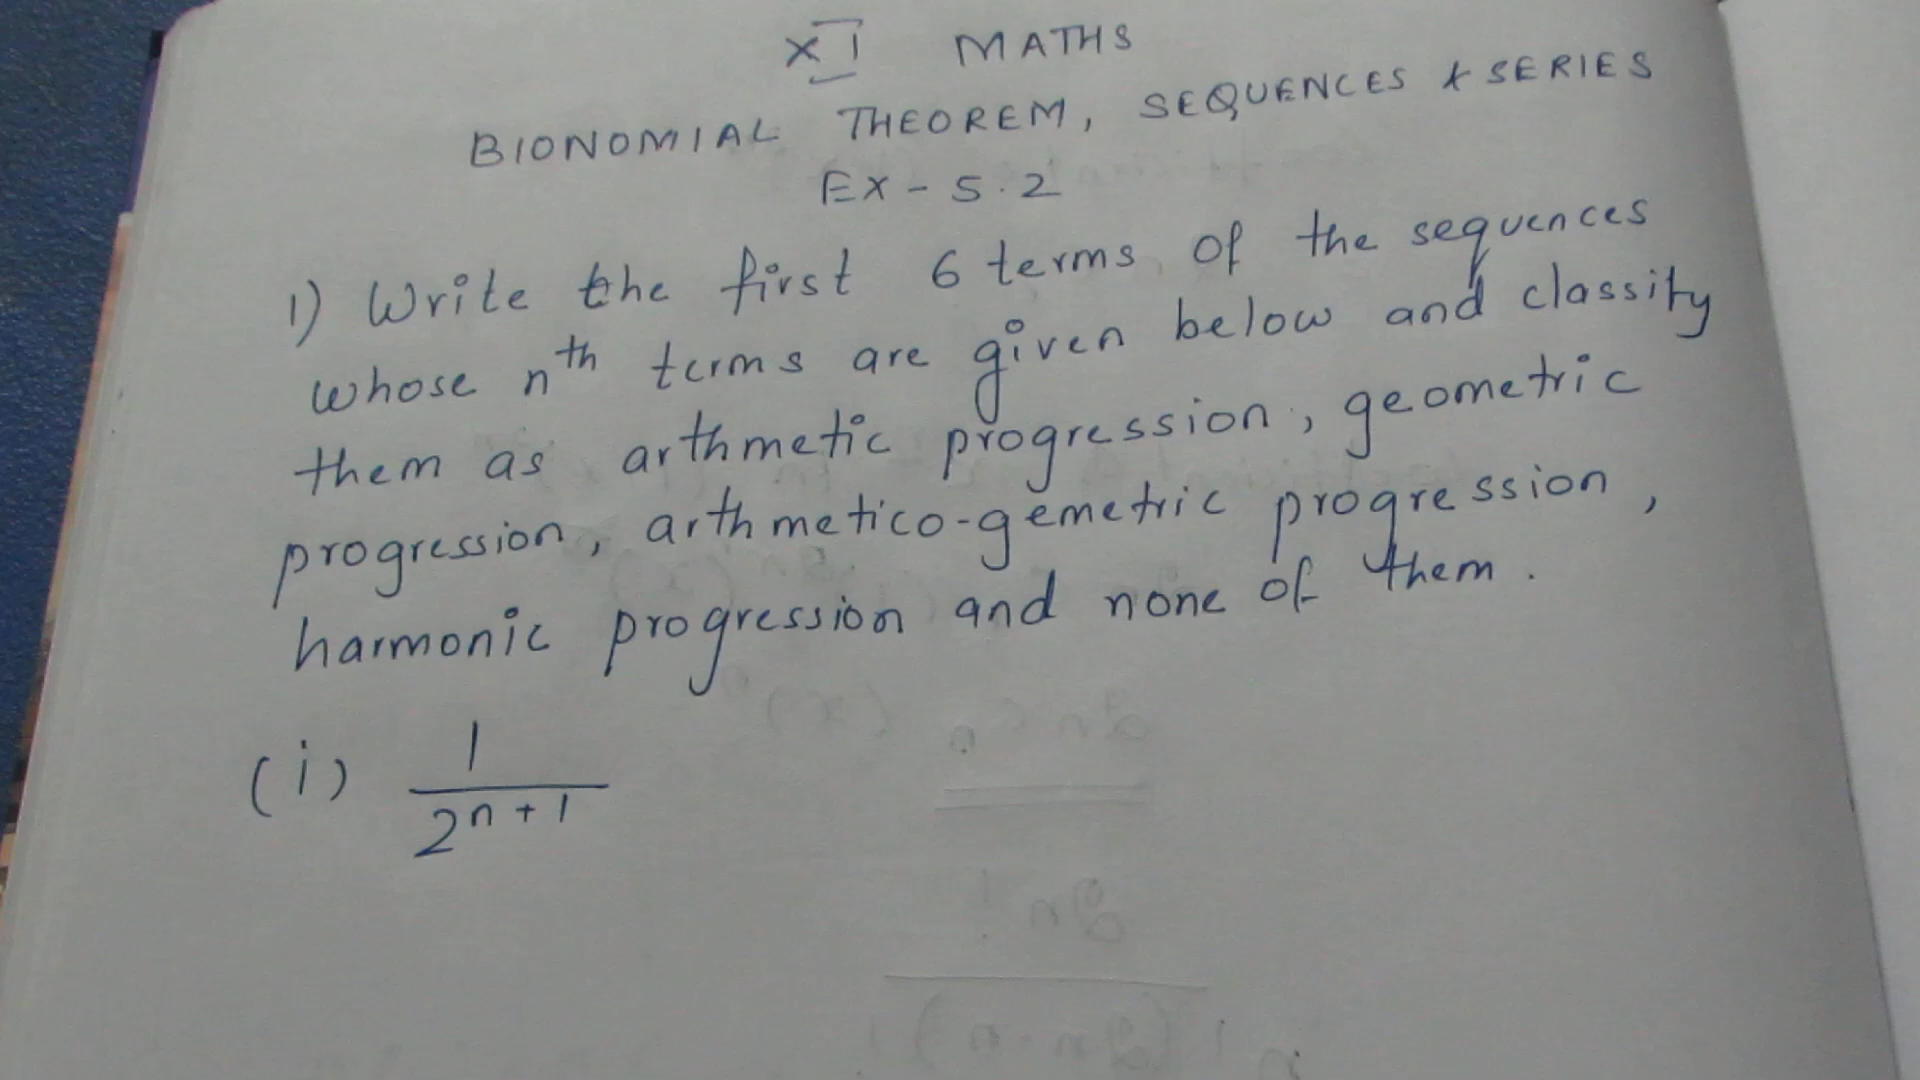 XI MATHS
BIONOMIAL THEOREM, SEQUENCES & SERIES
EX - 5.2
1) Write the first 6 terms of the sequences
whose nth terms are given below and classify
them as arthmetic progression, geometric
progression, arthmetico-gemetric progression,
harmonic progression and none of them.
(i) 1
2^n+1